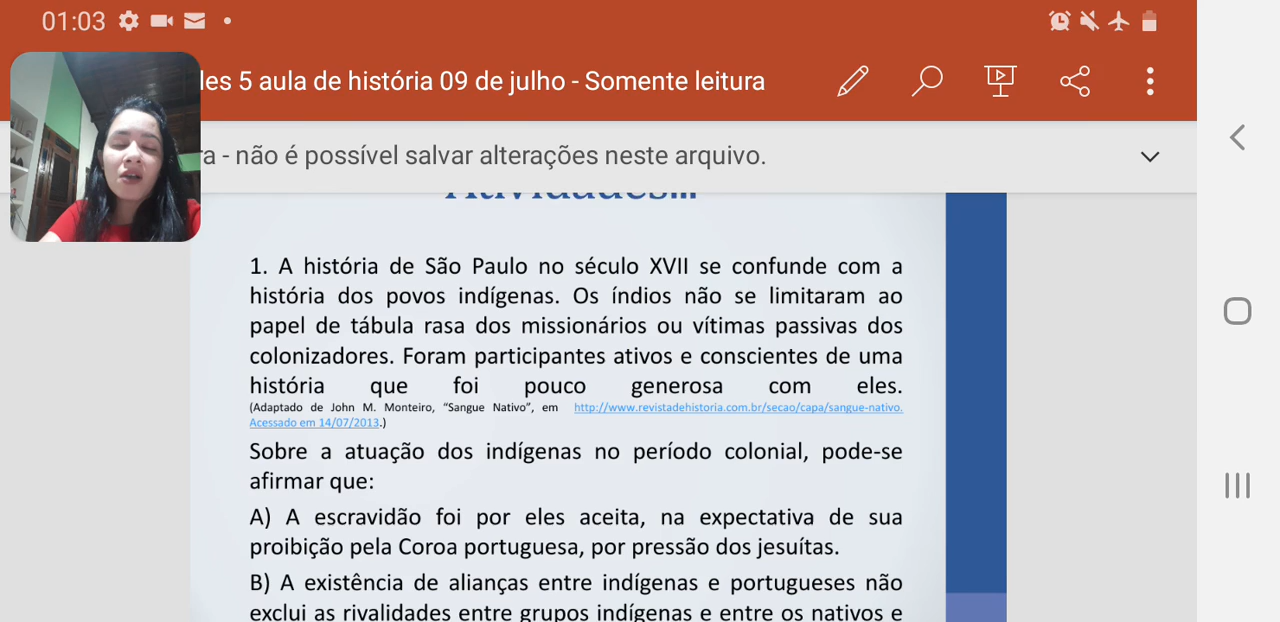 01:03
les 5 aula de história 09 de julho - Somente leitura
ra - não é possível salvar alterações neste arquivo.
Atividades...
1. A história de São Paulo no século XVII se confunde com a
história dos povos indígenas. Os índios não se limitaram ao
papel de tábula rasa dos missionários ou vítimas passivas dos
colonizadores. Foram participantes ativos e conscientes de uma
história que foi pouco generosa com eles.
(Adaptado de John M. Monteiro, “Sangue Nativo”, em http://www.revistadehistoria.com.br/secao/capa/sangue-nativo.
Acessado em 14/07/2013.)
Sobre a atuação dos indígenas no período colonial, pode-se
afirmar que:
A) A escravidão foi por eles aceita, na expectativa de sua
proibição pela Coroa portuguesa, por pressão dos jesuítas.
B) A existência de alianças entre indígenas e portugueses não
exclui as rivalidades entre grupos indígenas e entre os nativos e